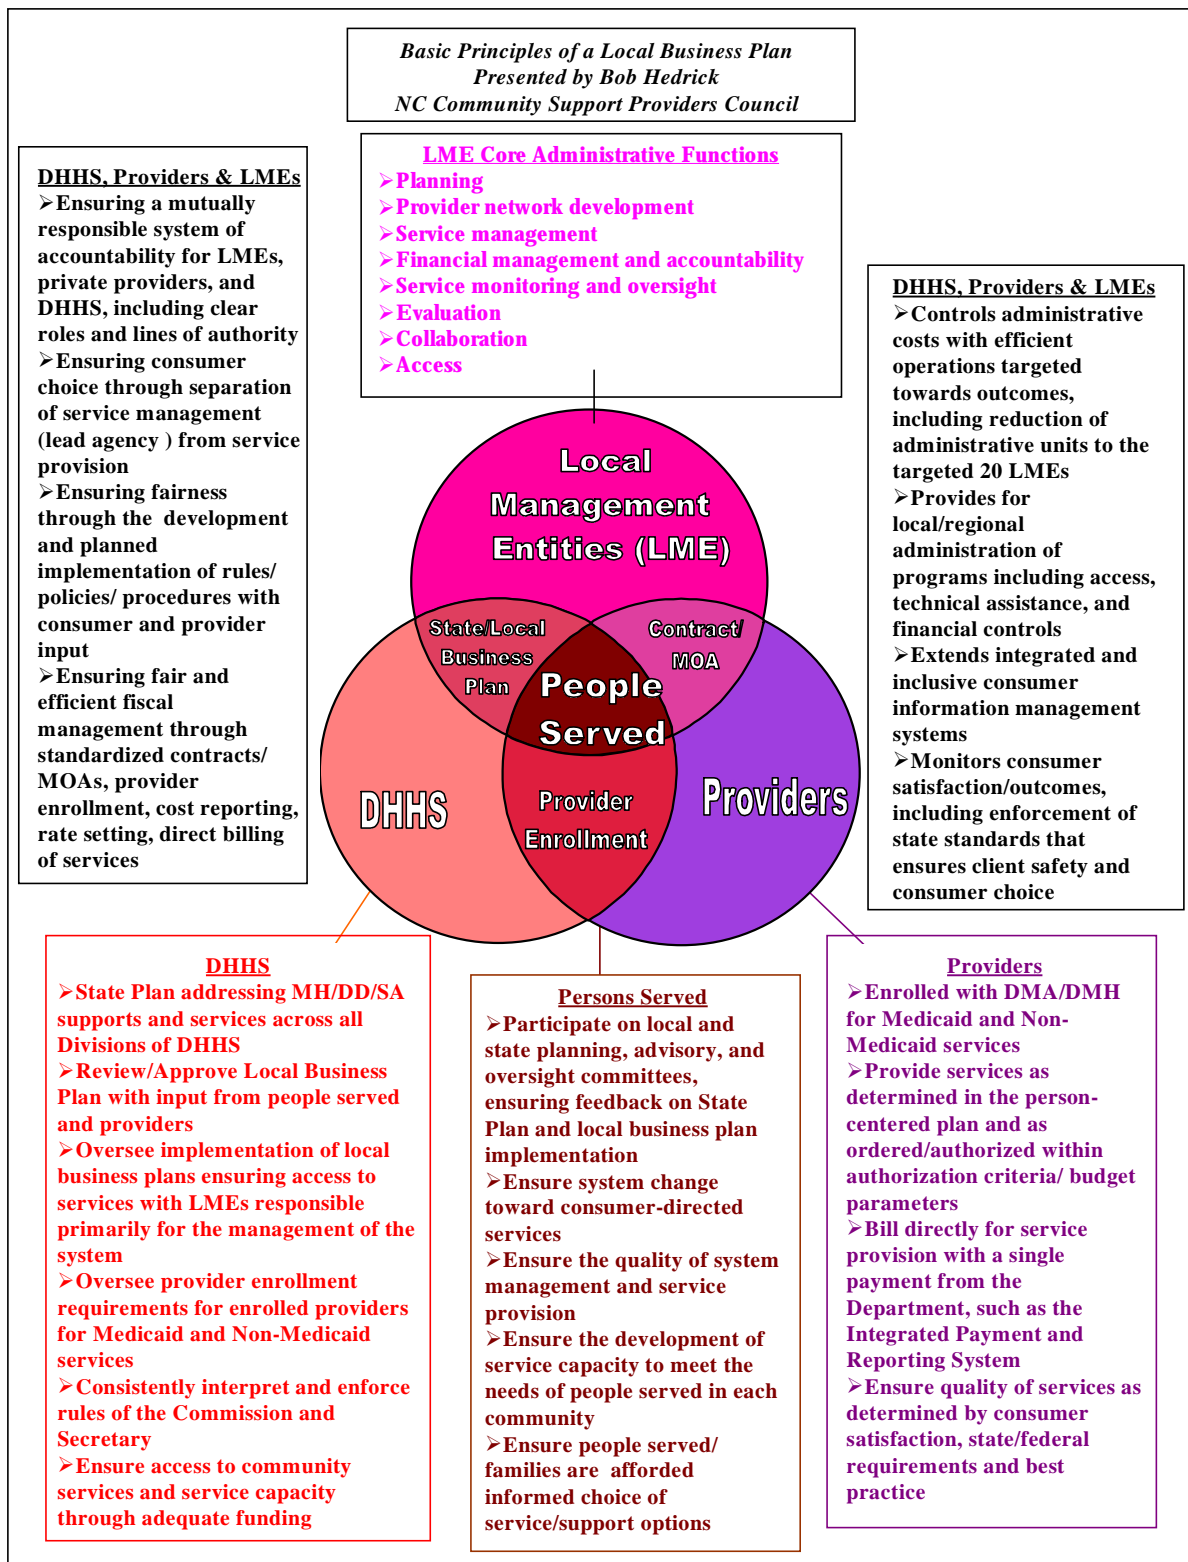 Basic Principles of a Local Business Plan
Presented by Bob Hedrick
NC Community Support Providers Council
LME Core Administrative Functions
➢Planning
➢Provider network development
➢Service management
➢Financial management and accountability
➢Service monitoring and oversight
➢Evaluation
➢Collaboration
➢Access
DHHS, Providers & LMEs
➢Ensuring a mutually
responsible system of
accountability for LMEs,
private providers, and
DHHS, including clear
roles and lines of authority
➢Ensuring consumer
choice through separation
of service management
(lead agency ) from service
provision
➢Ensuring fairness
through the development
and planned
implementation of rules/
policies/ procedures with
consumer and provider
input
➢Ensuring fair and
efficient fiscal
management through
standardized contracts/
MOAs, provider
enrollment, cost reporting,
rate setting, direct billing
of services
DHHS, Providers & LMEs
➢Controls administrative
costs with efficient
operations targeted
towards outcomes,
including reduction of
administrative units to the
targeted 20 LMEs
➢Provides for
local/regional
administration of
programs including access,
technical assistance, and
financial controls
➢Extends integrated and
inclusive consumer
information management
systems
➢Monitors consumer
satisfaction/outcomes,
including enforcement of
state standards that
ensures client safety and
consumer choice
Local
Management
Entities (LME)
State/Local
Business
Plan
Contract/
MOA
People
Served
DHHS
Provider
Enrollment
Providers
DHHS
➢State Plan addressing MH/DD/SA
supports and services across all
Divisions of DHHS
➢Review/Approve Local Business
Plan with input from people served
and providers
➢Oversee implementation of local
business plans ensuring access to
services with LMEs responsible
primarily for the management of the
system
➢Oversee provider enrollment
requirements for enrolled providers
for Medicaid and Non-Medicaid
services
➢Consistently interpret and enforce
rules of the Commission and
Secretary
➢Ensure access to community
services and service capacity
through adequate funding
Persons Served
➢Participate on local and
state planning, advisory, and
oversight committees,
ensuring feedback on State
Plan and local business plan
implementation
➢Ensure system change
toward consumer-directed
services
➢Ensure the quality of system
management and service
provision
➢Ensure the development of
service capacity to meet the
needs of people served in each
community
➢Ensure people served/
families are afforded
informed choice of
service/support options
Providers
➢Enrolled with DMA/DMH
for Medicaid and Non-
Medicaid services
➢Provide services as
determined in the person-
centered plan and as
ordered/authorized within
authorization criteria/ budget
parameters
➢Bill directly for service
provision with a single
payment from the
Department, such as the
Integrated Payment and
Reporting System
➢Ensure quality of services as
determined by consumer
satisfaction, state/federal
requirements and best
practice